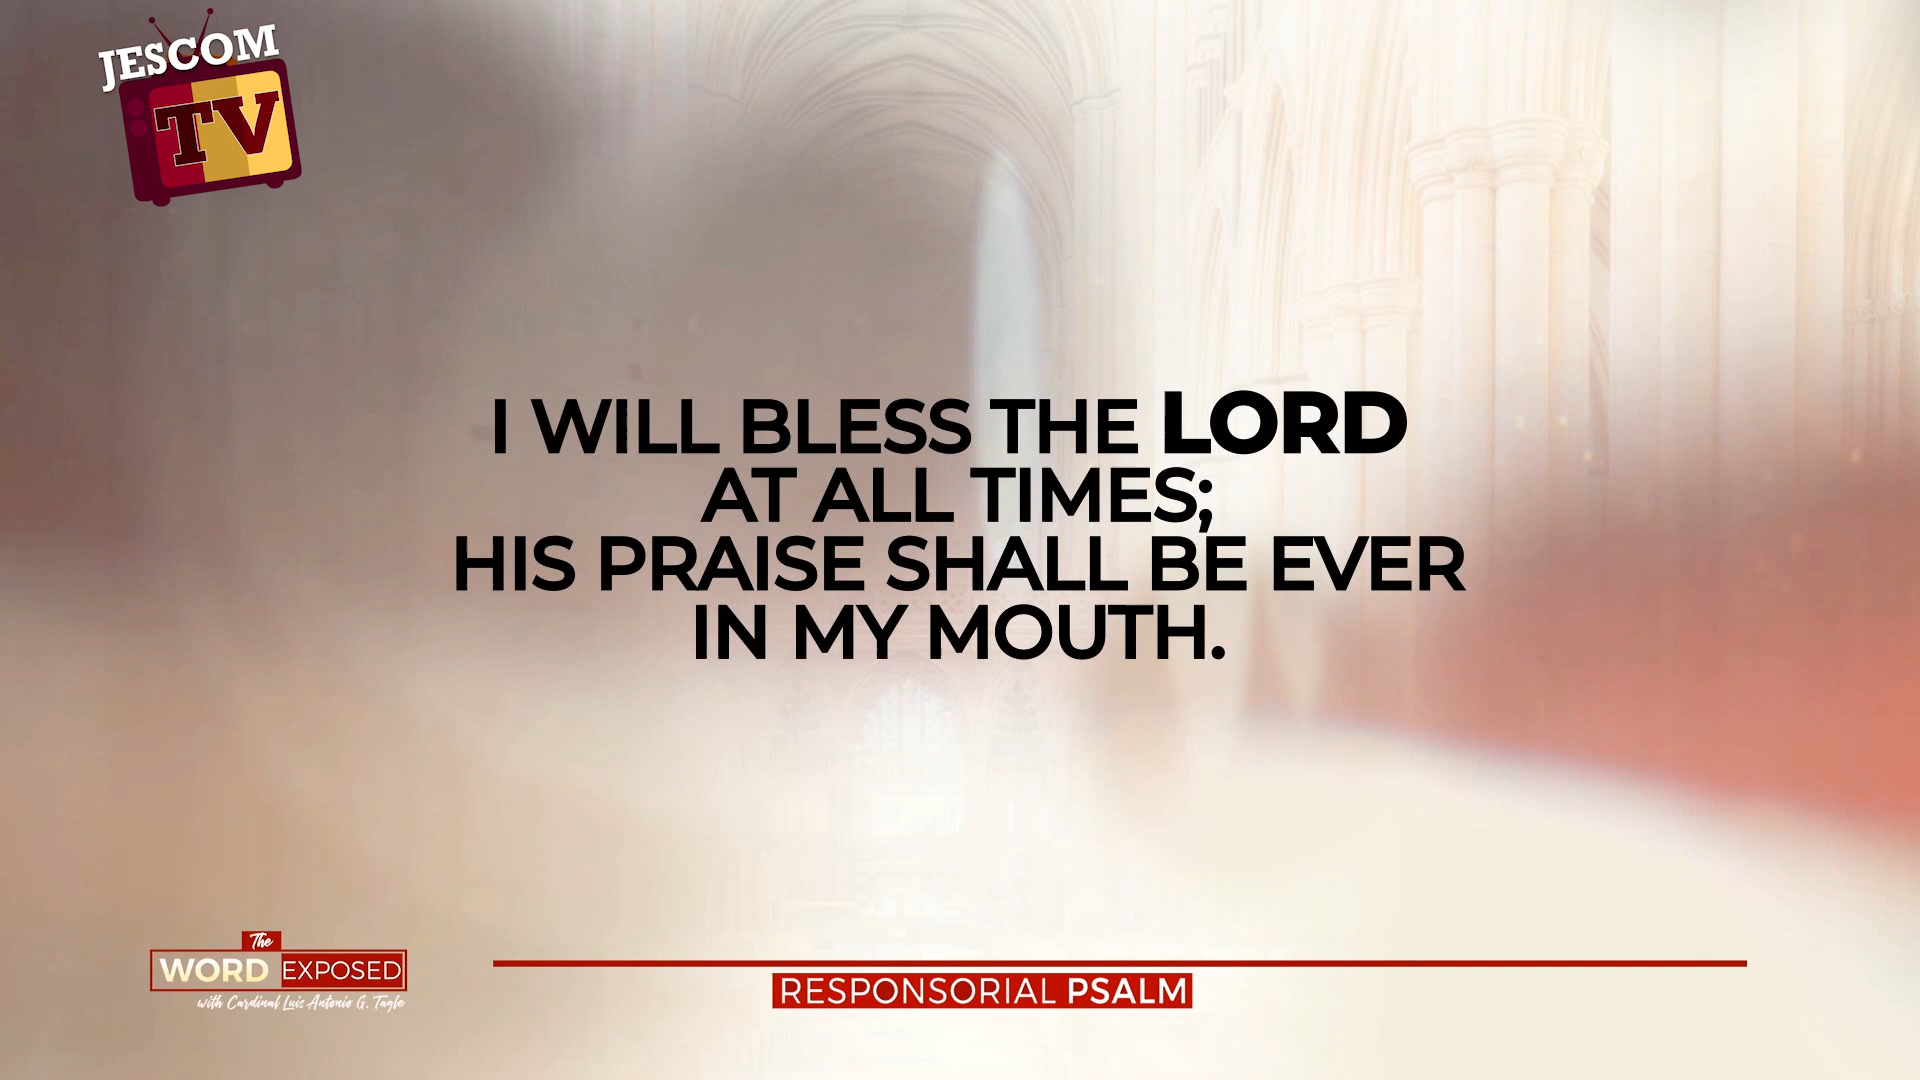 JESCOM
TV
I WILL BLESS THE LORD
AT ALL TIMES;
HIS PRAISE SHALL BE EVER
IN MY MOUTH.
The
WORD EXPOSED
with Cardinal Luis Antonio G. Tagle
RESPONSORIAL PSALM